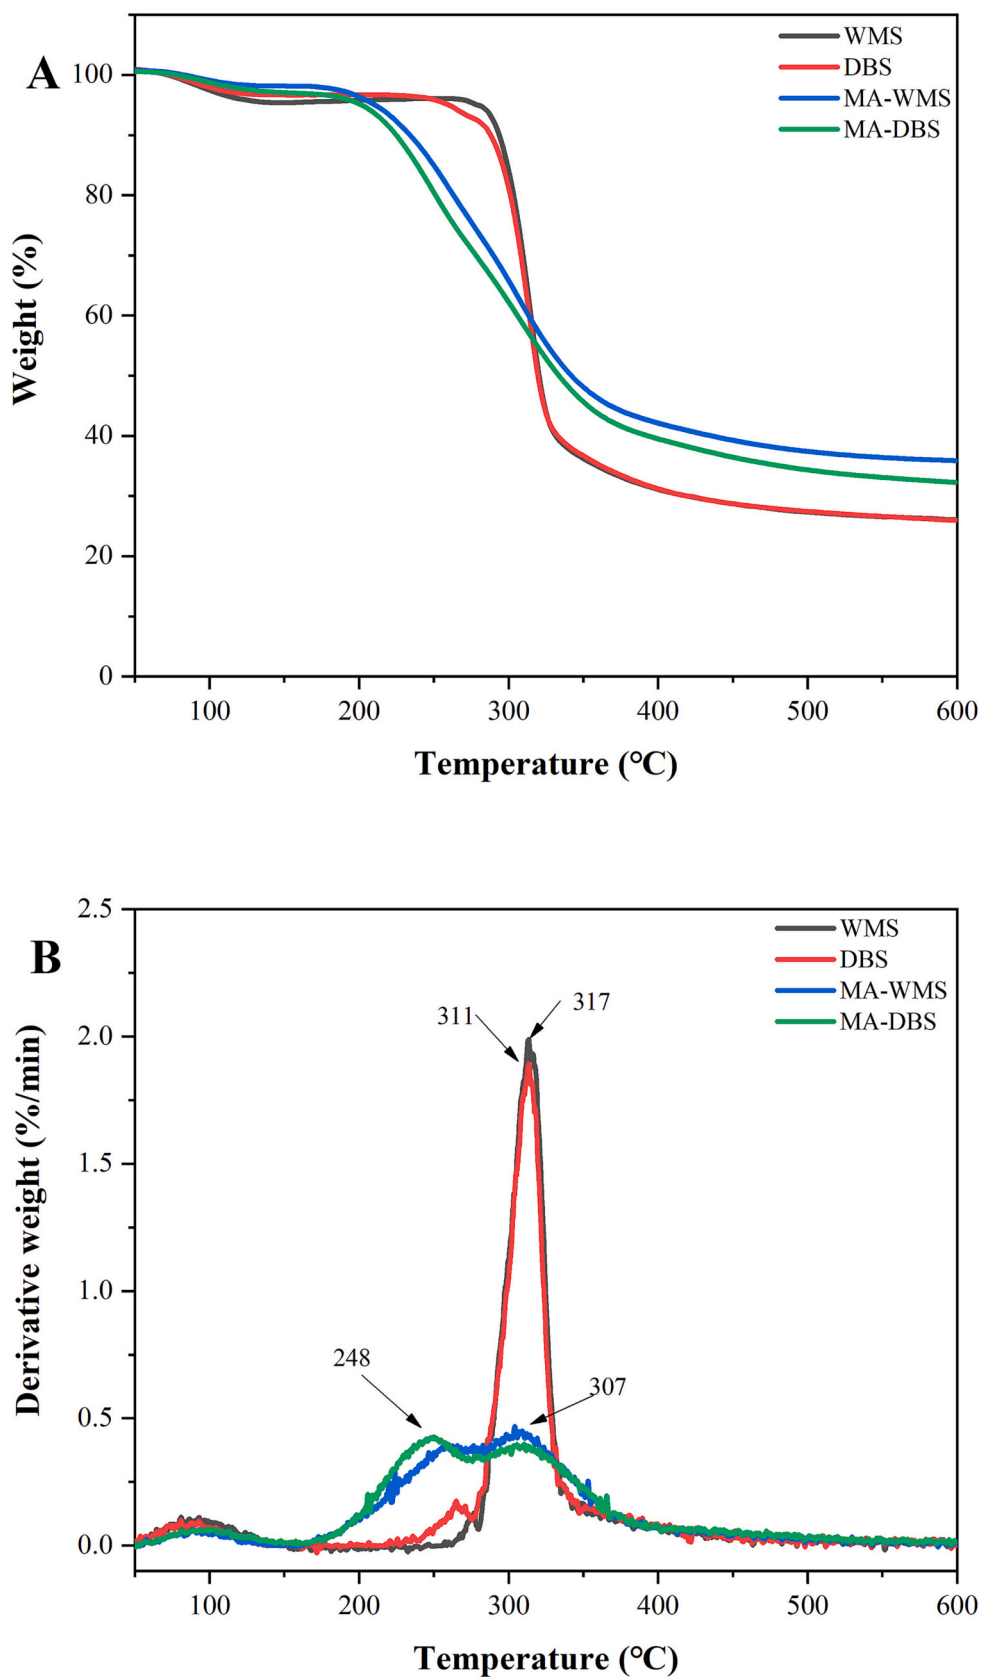 A
WMS
DBS
MA-WMS
MA-DBS
Weight (%)
100
80
60
40
20
0
100 200 300 400 500 600
Temperature (°C)
B
WMS
DBS
MA-WMS
MA-DBS
Derivative weight (%/min)
2.5
2.0
1.5
1.0
0.5
0.0
311 317
248
307
100 200 300 400 500 600
Temperature (°C)